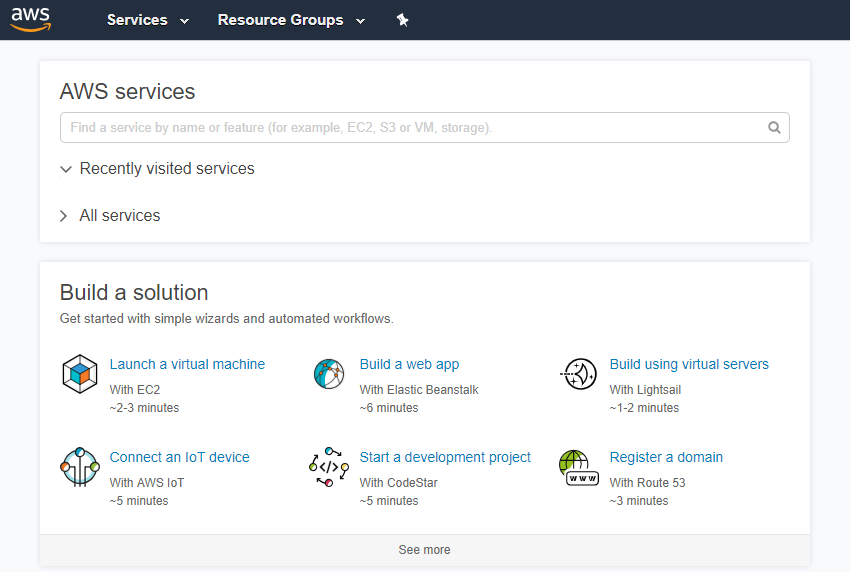 aws
Services
Resource Groups
AWS services
Find a service by name or feature (for example, EC2, S3 or VM, storage).
Recently visited services
All services
Build a solution
Get started with simple wizards and automated workflows.
Launch a virtual machine
With EC2
~2-3 minutes
Build a web app
With Elastic Beanstalk
~6 minutes
Build using virtual servers
With Lightsail
~1-2 minutes
Connect an IoT device
With AWS IoT
~5 minutes
Start a development project
With CodeStar
~5 minutes
www
Register a domain
With Route 53
~3 minutes
See more